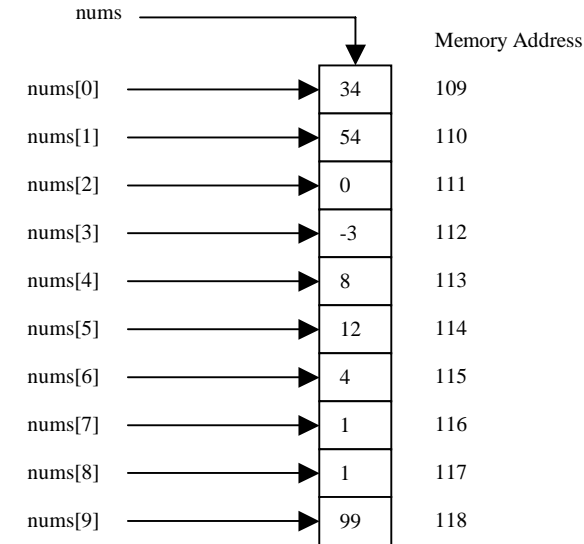 nums
Memory Address
nums[0] 34 109
nums[1] 54 110
nums[2] 0 111
nums[3] -3 112
nums[4] 8 113
nums[5] 12 114
nums[6] 4 115
nums[7] 1 116
nums[8] 1 117
nums[9] 99 118